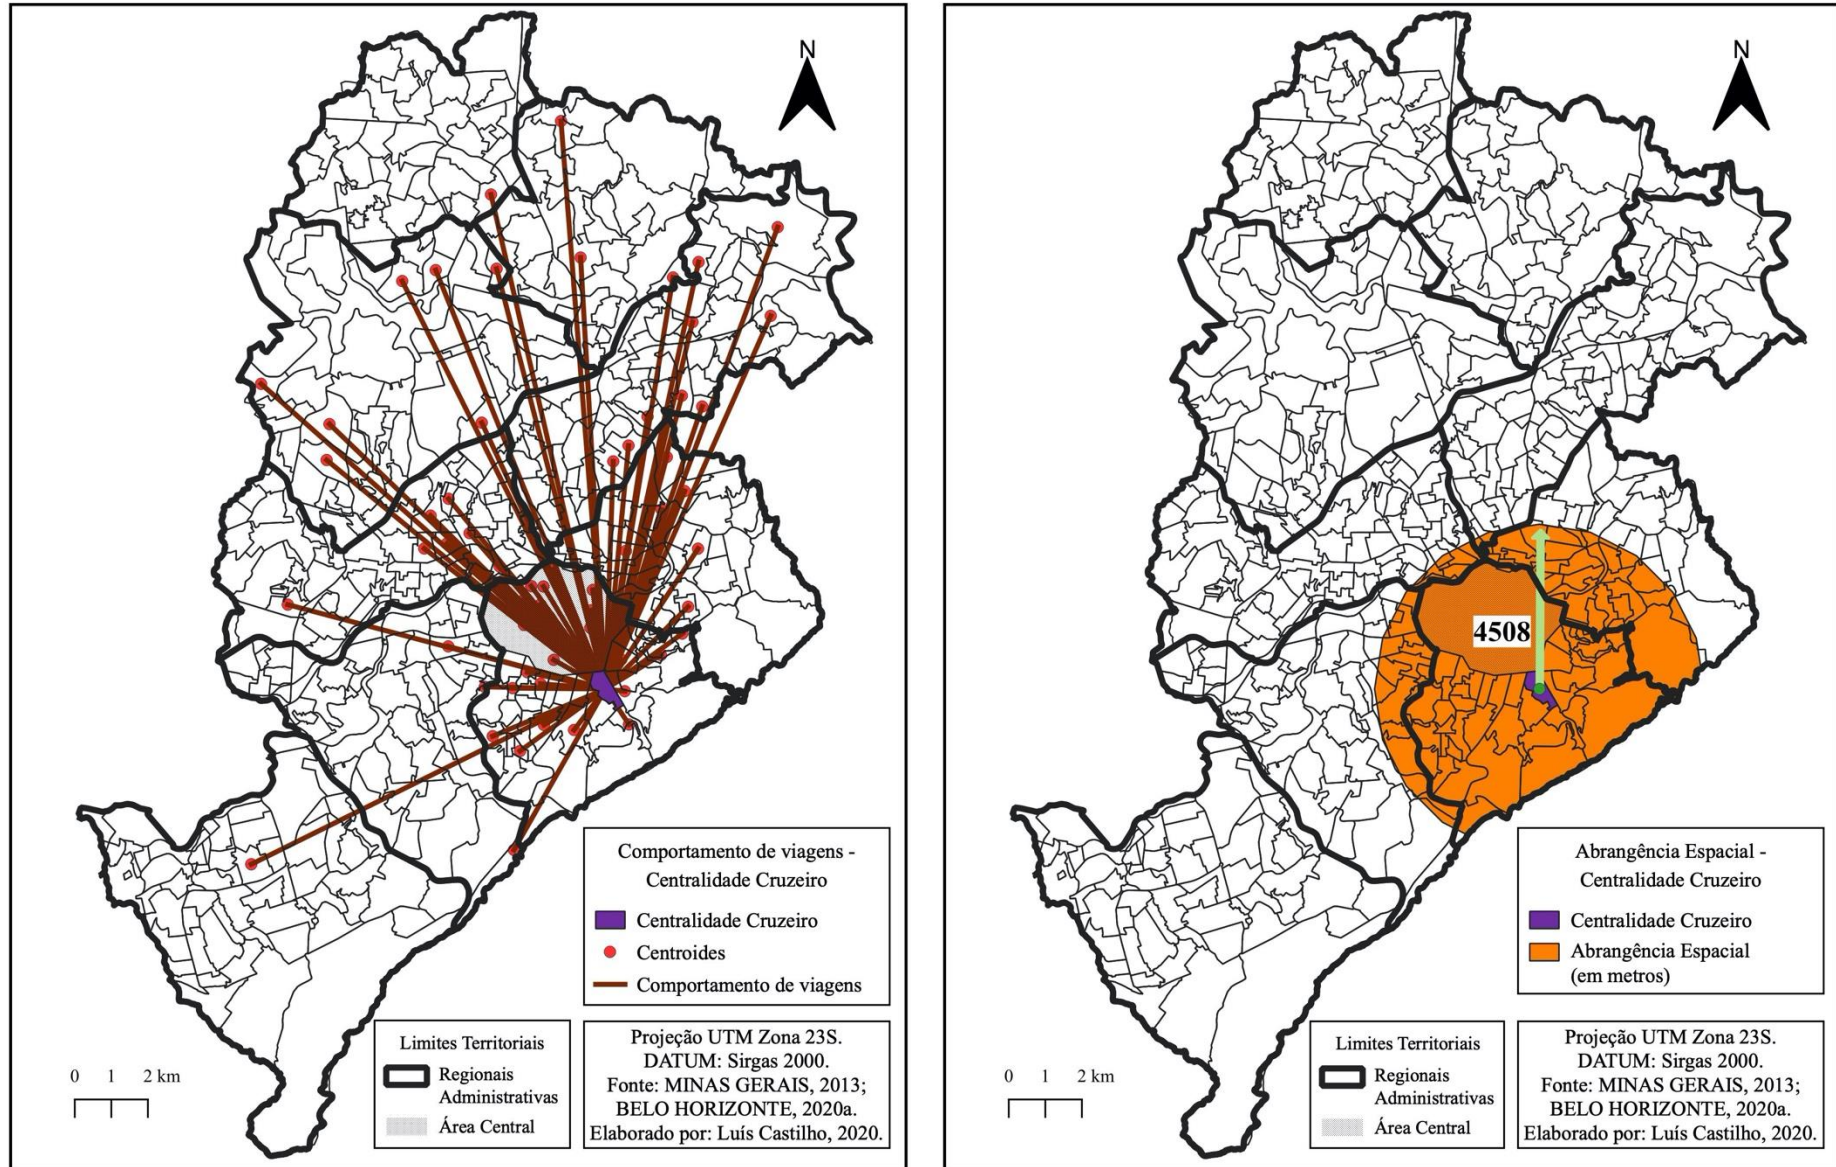 N
Comportamento de viagens -
Centralidade Cruzeiro
Centralidade Cruzeiro
Centroides
Comportamento de viagens
Limites Territoriais
Regionais
Administrativas
Área Central
Projeção UTM Zona 23S.
DATUM: Sirgas 2000.
Fonte: MINAS GERAIS, 2013;
BELO HORIZONTE, 2020a.
Elaborado por: Luís Castilho, 2020.
0 1 2 km
N
4508
Abrangência Espacial -
Centralidade Cruzeiro
Centralidade Cruzeiro
Abrangência Espacial
(em metros)
Limites Territoriais
Regionais
Administrativas
Área Central
Projeção UTM Zona 23S.
DATUM: Sirgas 2000.
Fonte: MINAS GERAIS, 2013;
BELO HORIZONTE, 2020a.
Elaborado por: Luís Castilho, 2020.
0 1 2 km